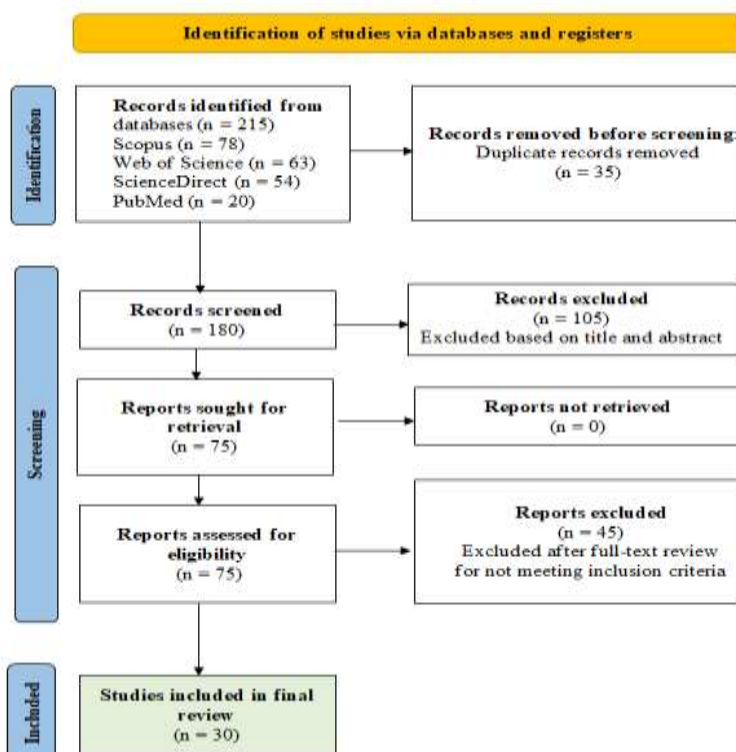 Identification of studies via databases and registers
Identification
Records identified from
databases (n = 215)
Scopus (n = 78)
Web of Science (n = 63)
ScienceDirect (n = 54)
PubMed (n = 20)
Records removed before screening:
Duplicate records removed
(n = 35)
Screening
Records screened
(n = 180)
Records excluded
(n = 105)
Excluded based on title and abstract
Reports sought for
retrieval
(n = 75)
Reports not retrieved
(n = 0)
Reports assessed for
eligibility
(n = 75)
Reports excluded
(n = 45)
Excluded after full-text review
for not meeting inclusion criteria
Included
Studies included in final
review
(n = 30)